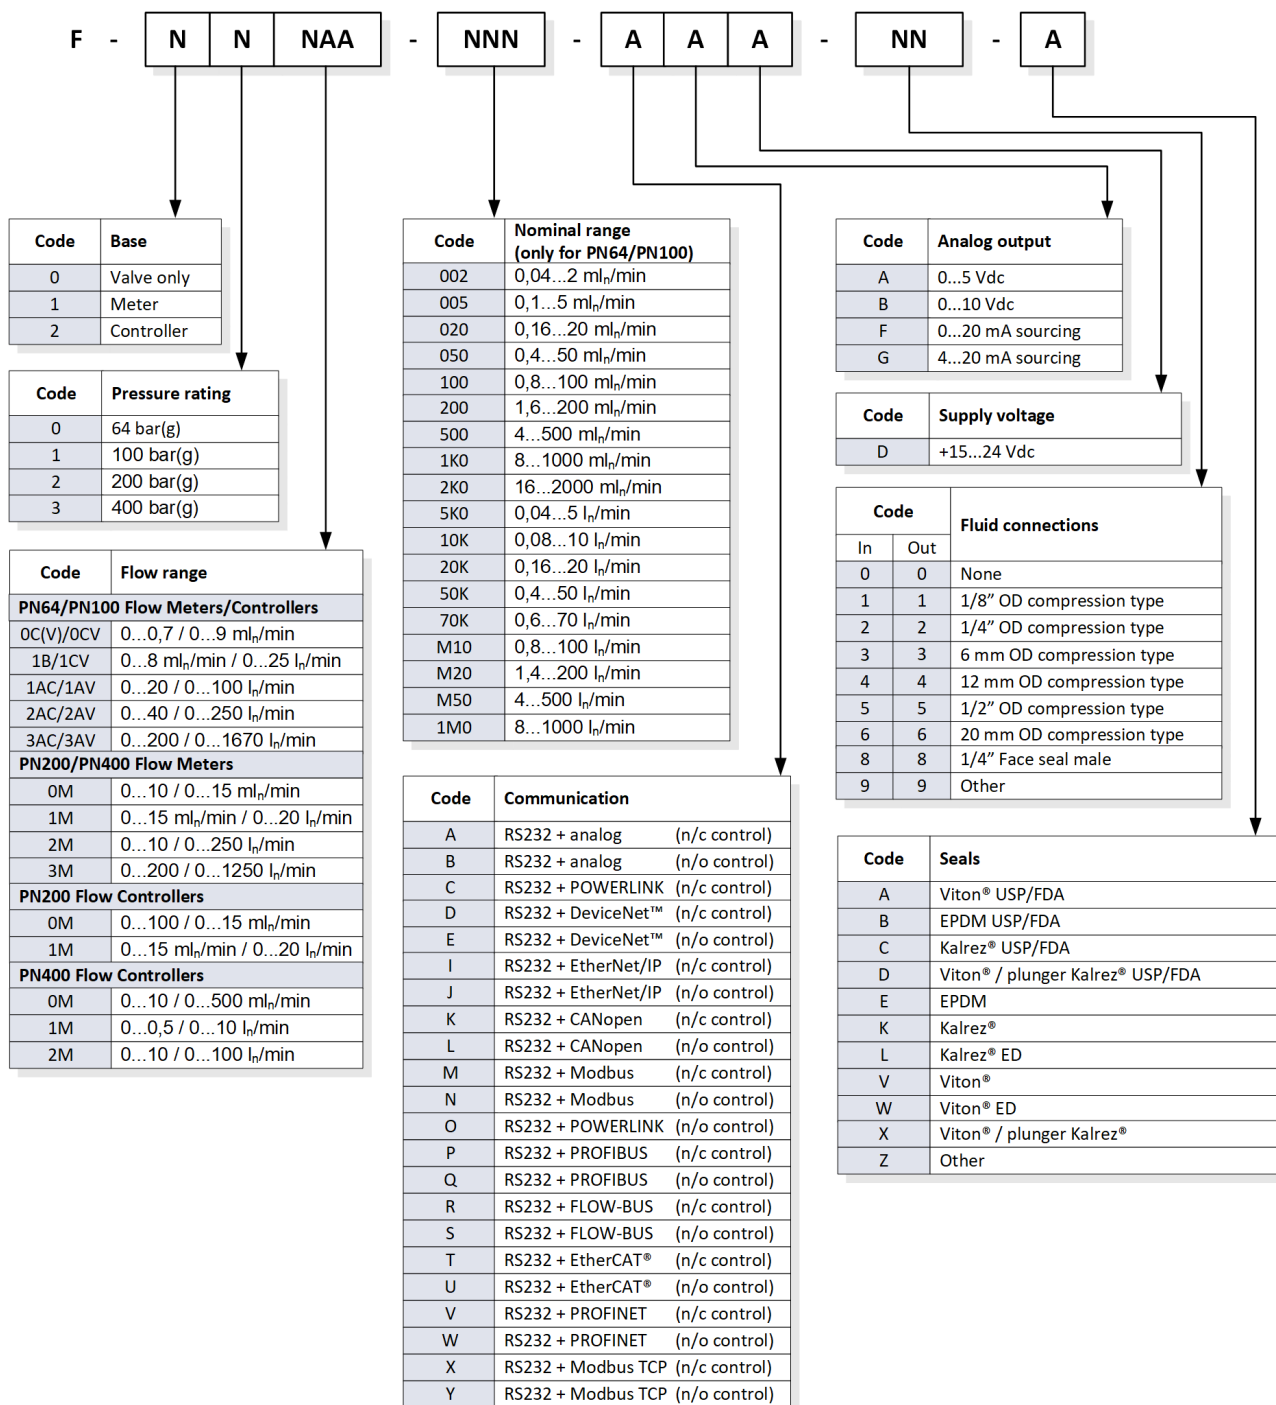 F - N N NAA - NNN - A A A - NN - A
Code Base
0 Valve only
1 Meter
2 Controller
Code Pressure rating
0 64 bar(g)
1 100 bar(g)
2 200 bar(g)
3 400 bar(g)
Code Flow range
PN64/PN100 Flow Meters/Controllers
0C(V)/0CV 0...0,7 / 0...9 mlₙ/min
1B/1CV 0...8 mlₙ/min / 0...25 lₙ/min
1AC/1AV 0...20 / 0...100 lₙ/min
2AC/2AV 0...40 / 0...250 lₙ/min
3AC/3AV 0...200 / 0...1670 lₙ/min
PN200/PN400 Flow Meters
0M 0...10 / 0...15 mlₙ/min
1M 0...15 mlₙ/min / 0...20 lₙ/min
2M 0...10 / 0...250 lₙ/min
3M 0...200 / 0...1250 lₙ/min
PN200 Flow Controllers
0M 0...100 / 0...15 mlₙ/min
1M 0...15 mlₙ/min / 0...20 lₙ/min
PN400 Flow Controllers
0M 0...10 / 0...500 mlₙ/min
1M 0...0,5 / 0...10 lₙ/min
2M 0...10 / 0...100 lₙ/min
Code Nominal range
(only for PN64/PN100)
002 0,04...2 mlₙ/min
005 0,1...5 mlₙ/min
020 0,16...20 mlₙ/min
050 0,4...50 mlₙ/min
100 0,8...100 mlₙ/min
200 1,6...200 mlₙ/min
500 4...500 mlₙ/min
1K0 8...1000 mlₙ/min
2K0 16...2000 mlₙ/min
5K0 0,04...5 lₙ/min
10K 0,08...10 lₙ/min
20K 0,16...20 lₙ/min
50K 0,4...50 lₙ/min
70K 0,6...70 lₙ/min
M10 0,8...100 lₙ/min
M20 1,4...200 lₙ/min
M50 4...500 lₙ/min
1M0 8...1000 lₙ/min
Code Communication
A RS232 + analog (n/c control)
B RS232 + analog (n/o control)
C RS232 + POWERLINK (n/c control)
D RS232 + DeviceNet™ (n/c control)
E RS232 + DeviceNet™ (n/o control)
I RS232 + EtherNet/IP (n/c control)
J RS232 + EtherNet/IP (n/o control)
K RS232 + CANopen (n/c control)
L RS232 + CANopen (n/o control)
M RS232 + Modbus (n/c control)
N RS232 + Modbus (n/o control)
O RS232 + POWERLINK (n/o control)
P RS232 + PROFIBUS (n/c control)
Q RS232 + PROFIBUS (n/o control)
R RS232 + FLOW-BUS (n/c control)
S RS232 + FLOW-BUS (n/o control)
T RS232 + EtherCAT® (n/c control)
U RS232 + EtherCAT® (n/o control)
V RS232 + PROFINET (n/c control)
W RS232 + PROFINET (n/o control)
X RS232 + Modbus TCP (n/c control)
Y RS232 + Modbus TCP (n/o control)
Code Analog output
A 0...5 Vdc
B 0...10 Vdc
F 0...20 mA sourcing
G 4...20 mA sourcing
Code Supply voltage
D +15...24 Vdc
Code Fluid connections
In Out
0 0 None
1 1 1/8” OD compression type
2 2 1/4” OD compression type
3 3 6 mm OD compression type
4 4 12 mm OD compression type
5 5 1/2” OD compression type
6 6 20 mm OD compression type
8 8 1/4” Face seal male
9 9 Other
Code Seals
A Viton® USP/FDA
B EPDM USP/FDA
C Kalrez® USP/FDA
D Viton® / plunger Kalrez® USP/FDA
E EPDM
K Kalrez®
L Kalrez® ED
V Viton®
W Viton® ED
X Viton® / plunger Kalrez®
Z Other